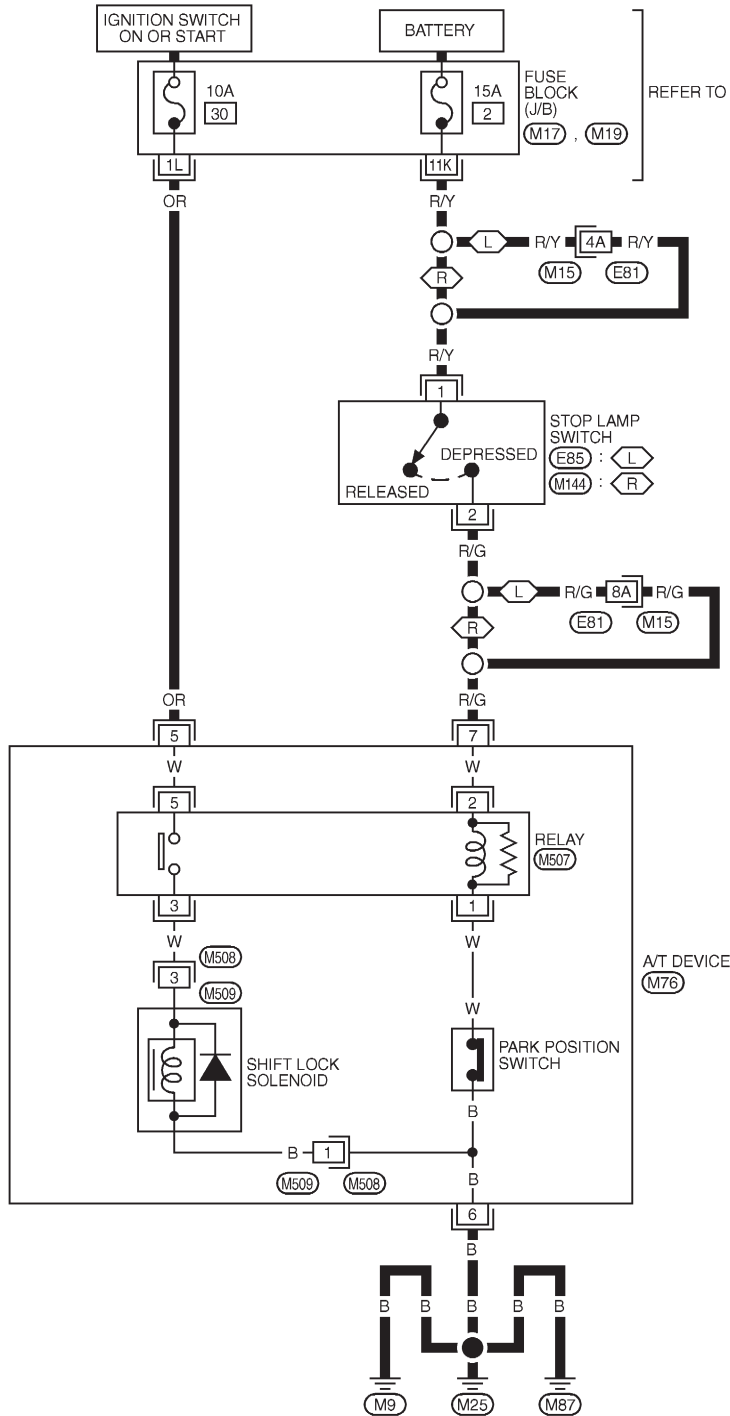 IGNITION SWITCH
ON OR START
BATTERY
10A
30
15A
2
FUSE
BLOCK
(J/B)
M17 , M19
REFER TO
1L
11K
OR
R/Y
L
R/Y
4A
R/Y
M15
E81
R
R/Y
1
STOP LAMP
SWITCH
E85 : L
M144 : R
DEPRESSED
RELEASED
2
R/G
L
R/G
8A
R/G
E81
M15
R
OR
R/G
5
7
W
W
5
2
RELAY
M507
3
1
W
W
M508
3
M509
A/T DEVICE
M76
W
SHIFT LOCK
SOLENOID
PARK POSITION
SWITCH
B
B
1
M509
M508
B
6
B
B
B
B
B
B
M9
M25
M87